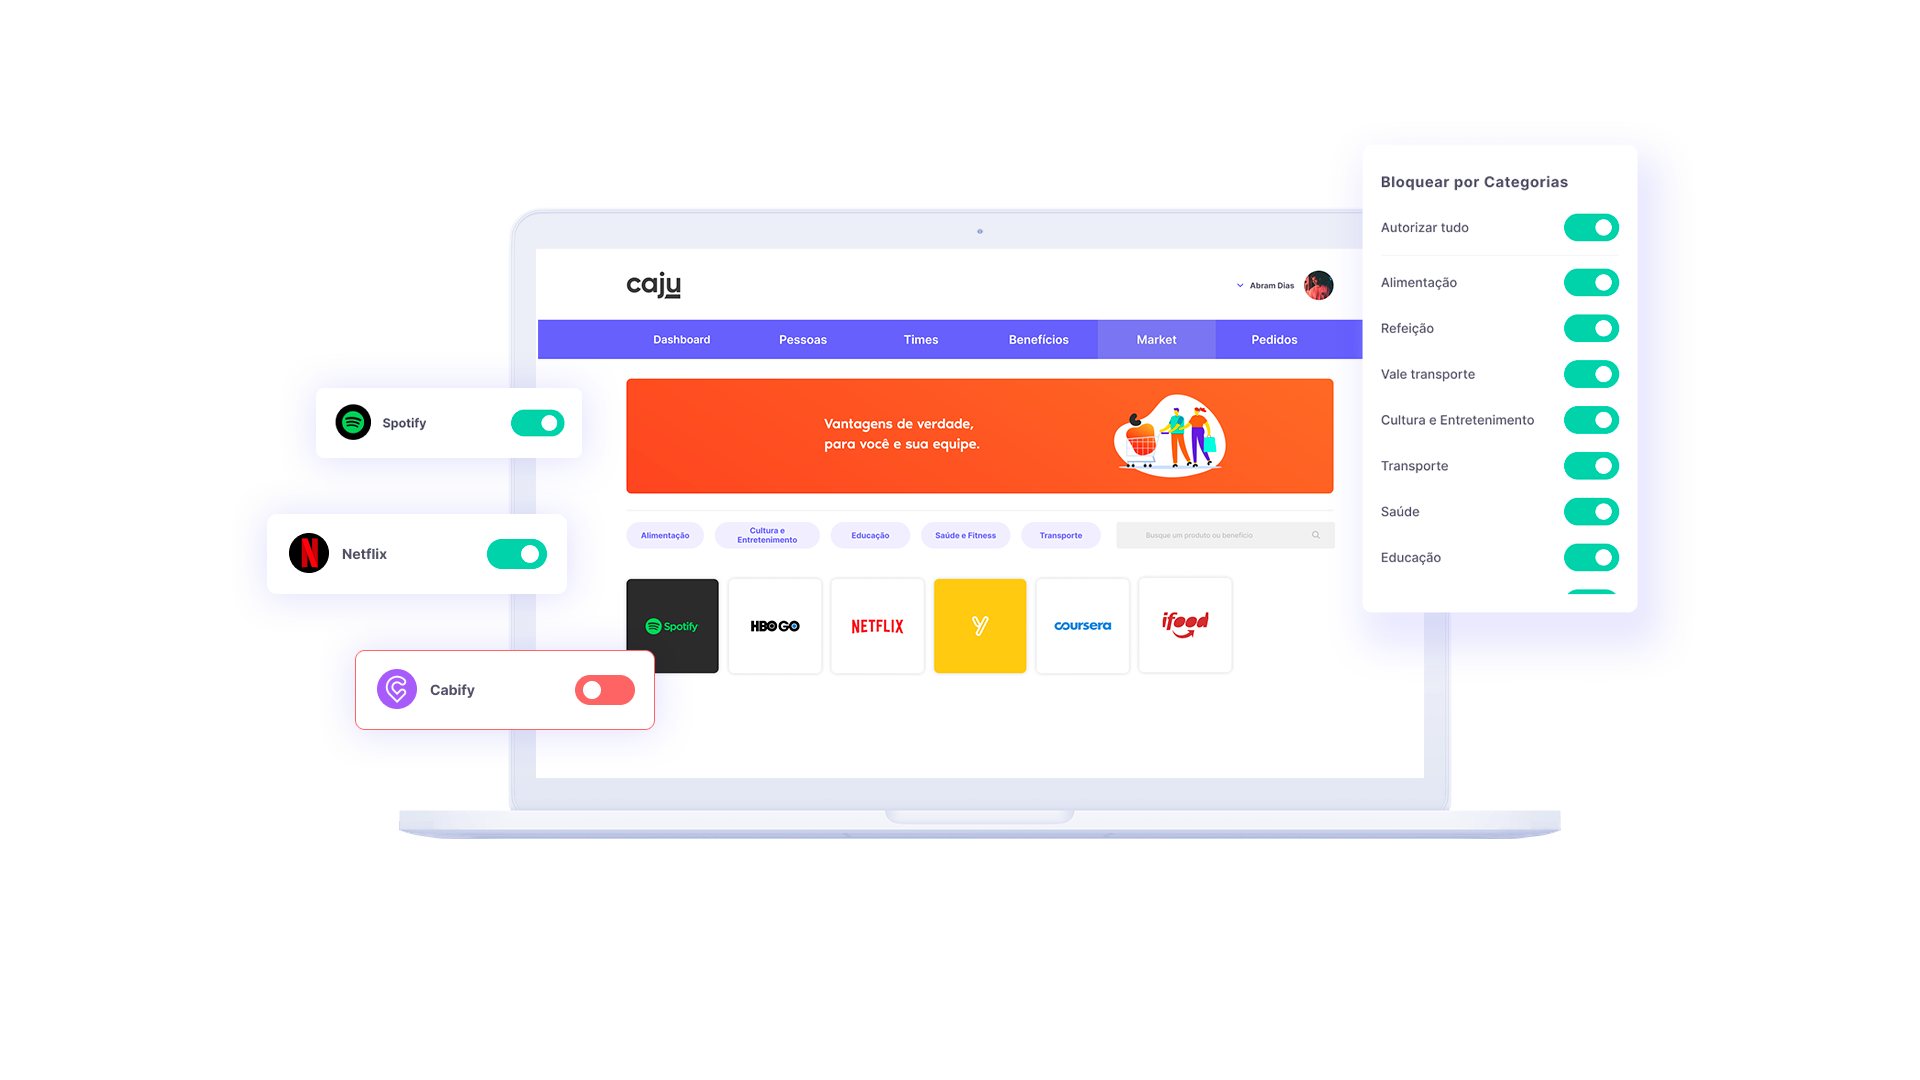 caju
Abram Dias
Dashboard
Pessoas
Times
Benefícios
Market
Pedidos
Vantagens de verdade,
para você e sua equipe.
Alimentação
Cultura e
Entretenimento
Educação
Saúde e Fitness
Transporte
Busque um produto ou benefício
Spotify
HBO GO
NETFLIX
Y
coursera
ifood
Spotify
Netflix
Cabify
Bloquear por Categorias
Autorizar tudo
Alimentação
Refeição
Vale transporte
Cultura e Entretenimento
Transporte
Saúde
Educação